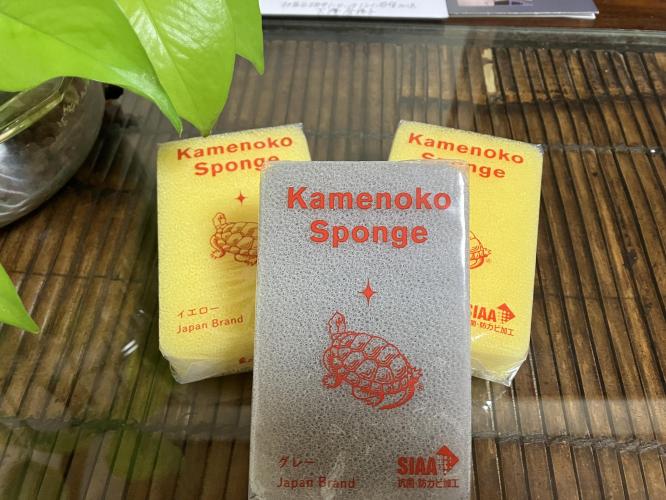 Kamenoko
Sponge
イエロー
Japan Brand
Kamenoko
Sponge
グレー
Japan Brand
SIAA
抗菌・防カビ加工
Kamenoko
Sponge
SIAA
菌・防カビ加工